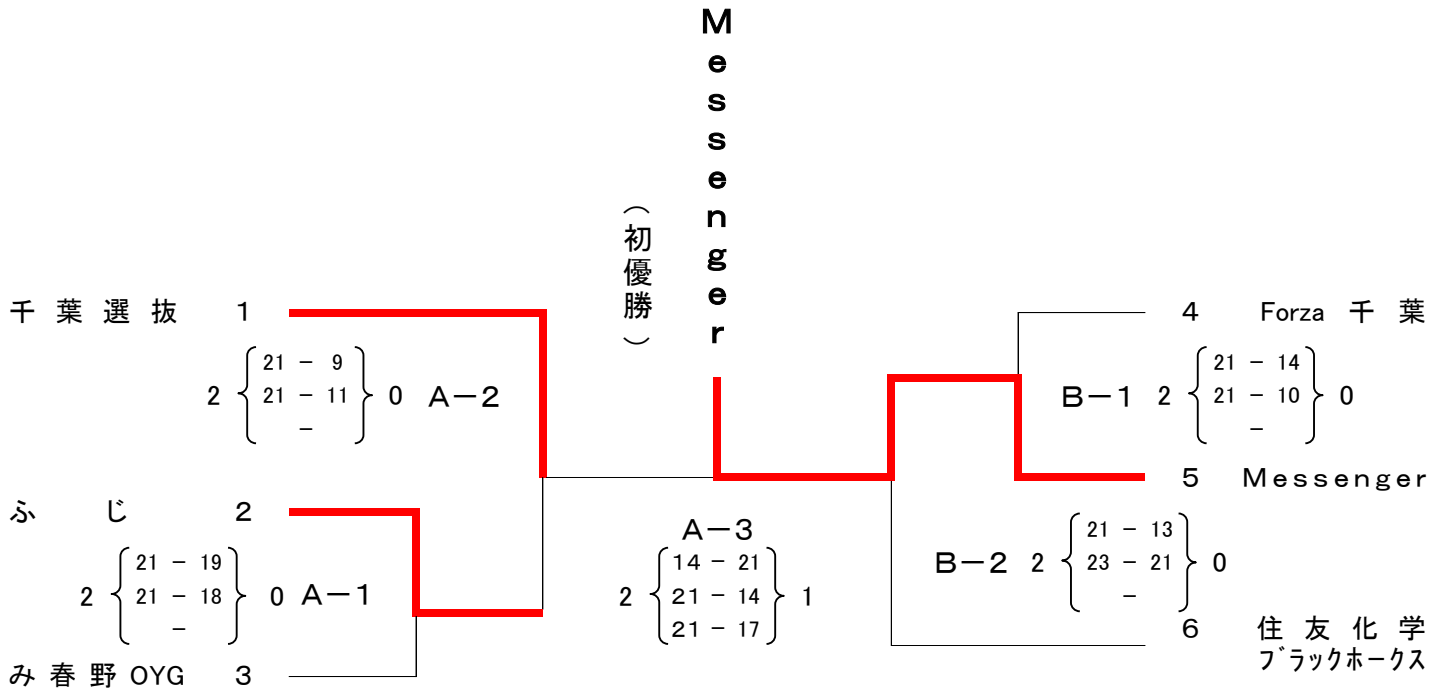 Messenger
（初優勝）
千葉選抜 1
2 21 － 9 0 A－2
21 － 11
－
ふじ 2
2 21 － 19 0 A－1
21 － 18
－
み春野OYG 3
A－3
2 14 － 21 1
21 － 14
21 － 17
4 Forza 千葉
B－1 2 21 － 14 0
21 － 10
－
5 Messenger
B－2 2 21 － 13 0
23 － 21
－
6 住友化学
ブラックホークス